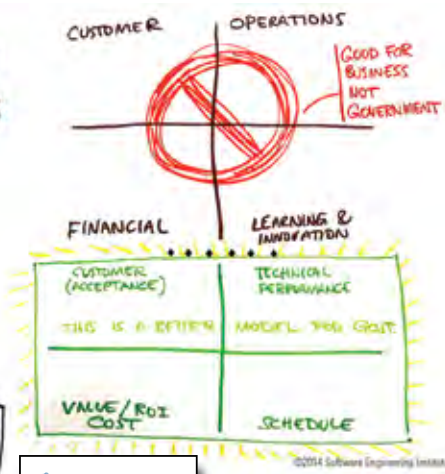 CUSTOMER
OPERATIONS
GOOD FOR
BUSINESS
NOT
GOVERNMENT
FINANCIAL
LEARNING &
INNOVATION
CUSTOMER
(ACCEPTANCE)
TECHNICAL
PERFORMANCE
THIS IS A BETTER MODEL FOR GOVT.
VALUE/ROI
COST
SCHEDULE
©2014 Software Engineering Institute